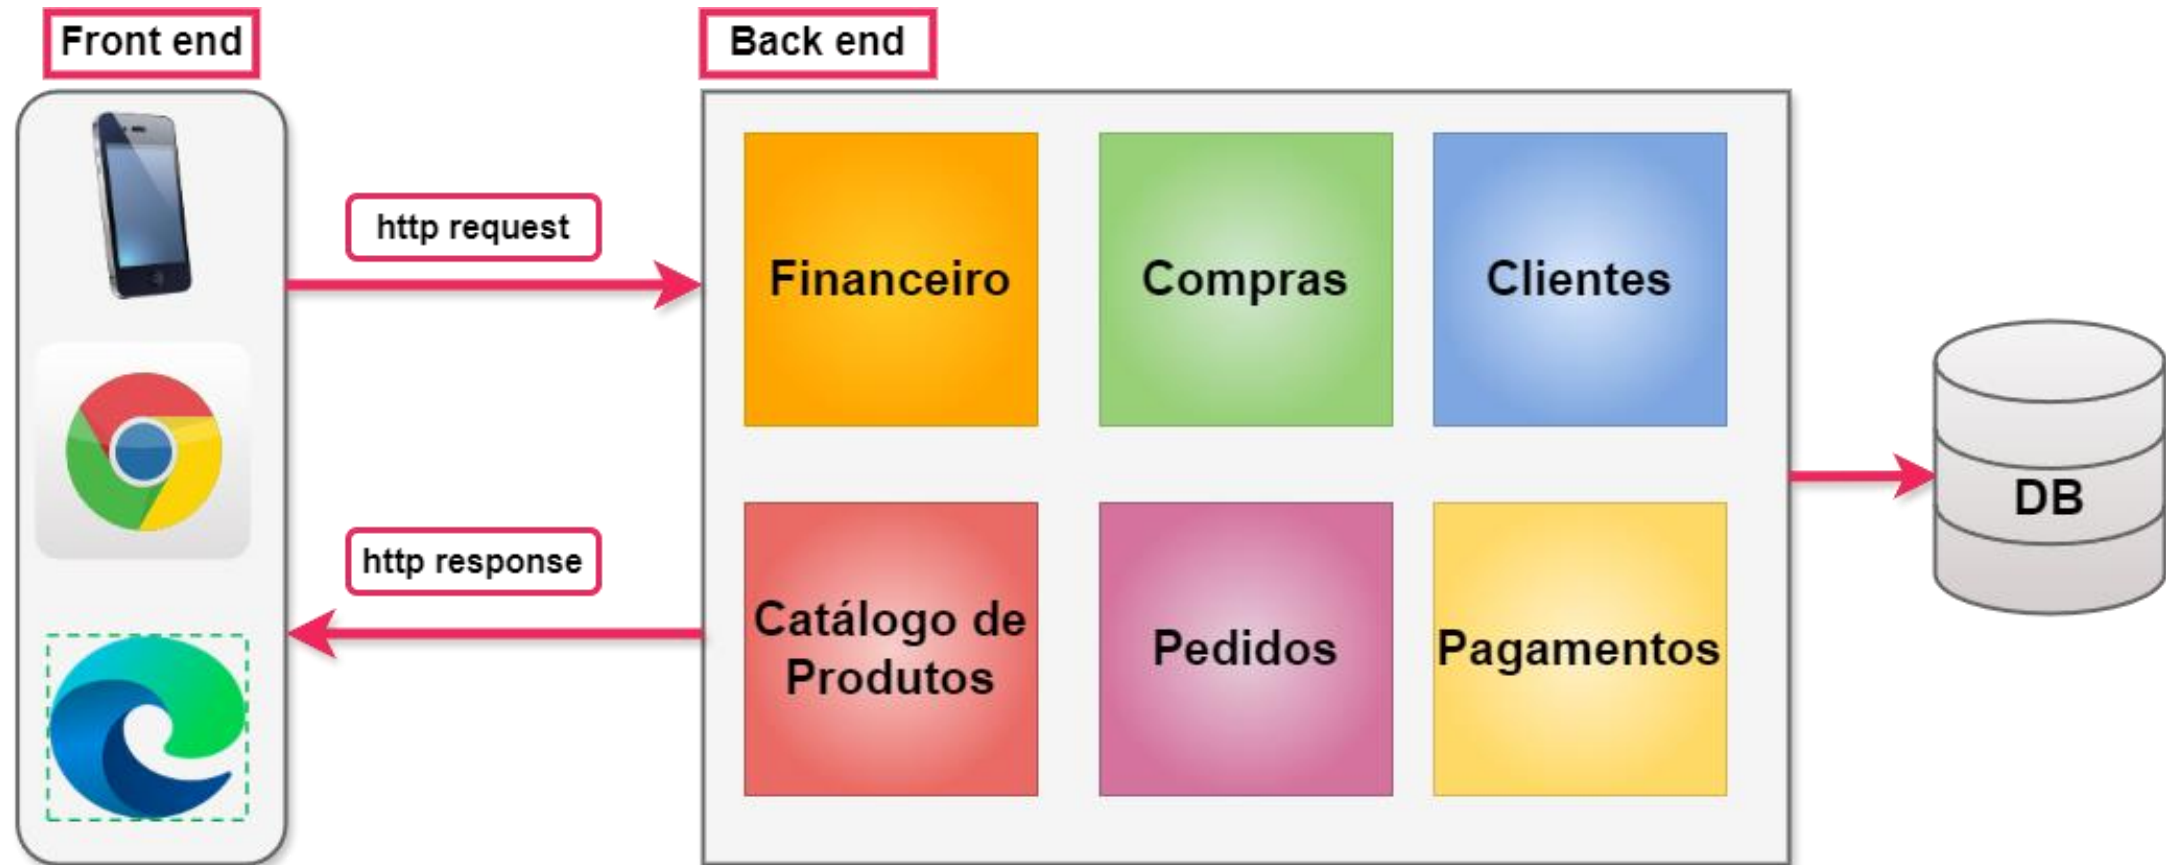 Front end
Back end
http request
Financeiro
Compras
Clientes
DB
http response
Catálogo de
Produtos
Pedidos
Pagamentos